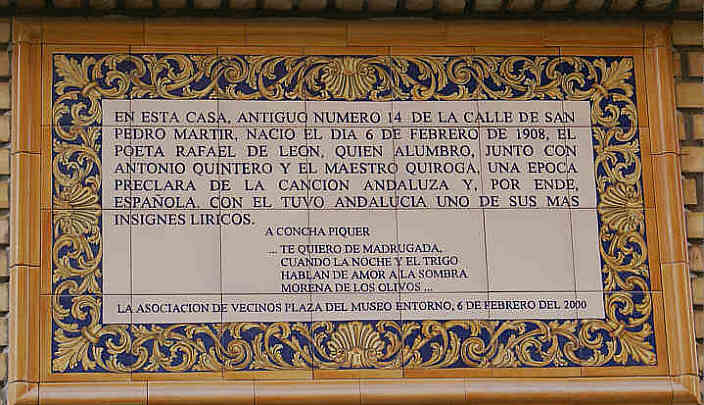 EN ESTA CASA, ANTIGUO NUMERO 14 DE LA CALLE DE SAN
PEDRO MARTIR, NACIO EL DIA 6 DE FEBRERO DE 1908, EL
POETA RAFAEL DE LEON, QUIEN ALUMBRO, JUNTO CON
ANTONIO QUINTERO Y EL MAESTRO QUIROGA, UNA EPOCA
PRECLARA DE LA CANCION ANDALUZA Y, POR ENDE,
ESPAÑOLA. CON EL TUVO ANDALUCIA UNO DE SUS MAS
INSIGNES LIRICOS.
A CONCHA PIQUER
... TE QUIERO DE MADRUGADA,
CUANDO LA NOCHE Y EL TRIGO
HABLAN DE AMOR A LA SOMBRA
MORENA DE LOS OLIVOS ...
LA ASOCIACION DE VECINOS PLAZA DEL MUSEO ENTORNO, 6 DE FEBRERO DEL 2000